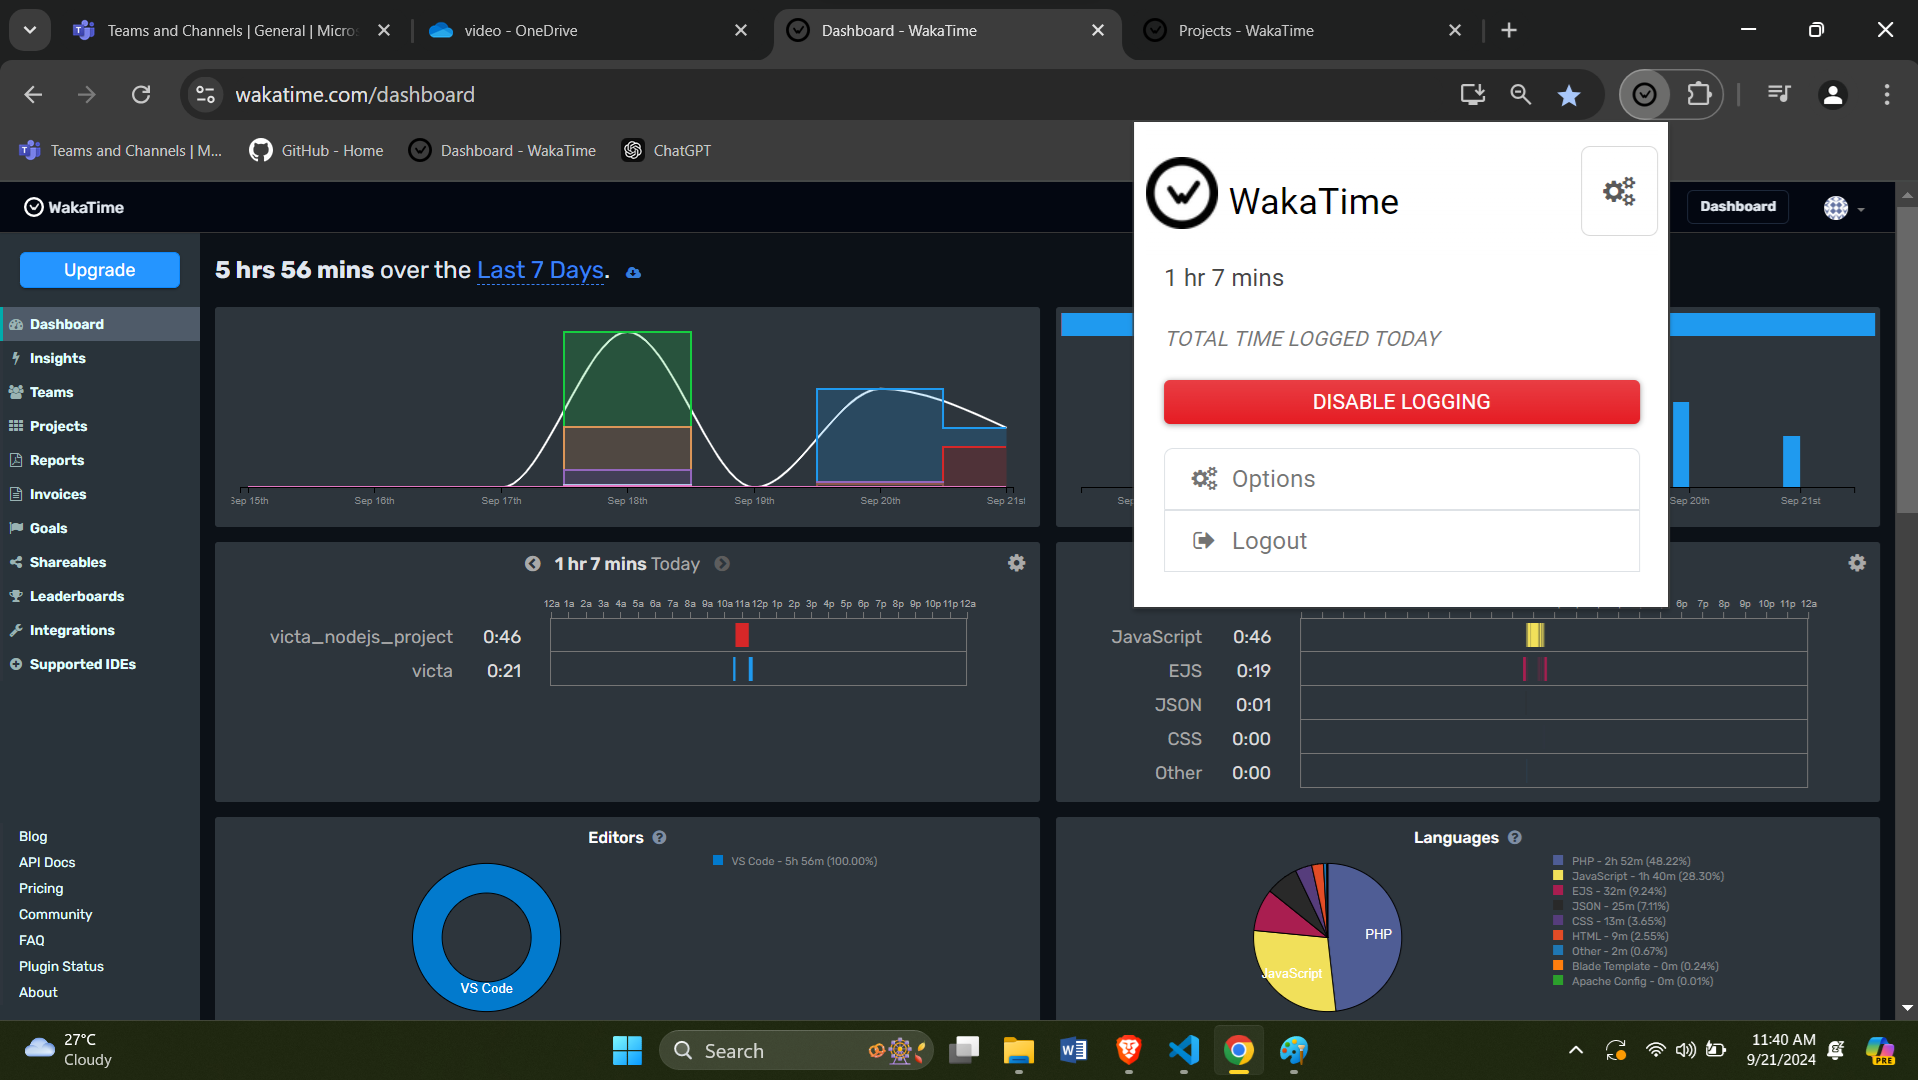 Teams and Channels | General | Micros
video - OneDrive
Dashboard - WakaTime
Projects - WakaTime
wakatime.com/dashboard
Teams and Channels | M...
GitHub - Home
Dashboard - WakaTime
ChatGPT
WakaTime
Dashboard
WakaTime
1 hr 7 mins
TOTAL TIME LOGGED TODAY
DISABLE LOGGING
Options
Logout
Upgrade
Dashboard
Insights
Teams
Projects
Reports
Invoices
Goals
Shareables
Leaderboards
Integrations
Supported IDEs
Blog
API Docs
Pricing
Community
FAQ
Plugin Status
About
5 hrs 56 mins over the Last 7 Days.
Sep 15th Sep 16th Sep 17th Sep 18th Sep 19th Sep 20th Sep 21st
Sep 20th Sep 21st
1 hr 7 mins Today
12a 1a 2a 3a 4a 5a 6a 7a 8a 9a 10a 11a 12p 1p 2p 3p 4p 5p 6p 7p 8p 9p 10p 11p 12a
victa_nodejs_project 0:46
victa 0:21
6p 7p 8p 9p 10p 11p 12a
JavaScript 0:46
EJS 0:19
JSON 0:01
CSS 0:00
Other 0:00
Editors
VS Code - 5h 56m (100.00%)
VS Code
Languages
PHP
JavaScript
PHP - 2h 52m (48.22%)
JavaScript - 1h 40m (28.30%)
EJS - 32m (9.24%)
JSON - 25m (7.11%)
CSS - 13m (3.65%)
HTML - 9m (2.55%)
Other - 2m (0.67%)
Blade Template - 0m (0.24%)
Apache Config - 0m (0.01%)
27°C
Cloudy
Search
11:40 AM
9/21/2024
PRE